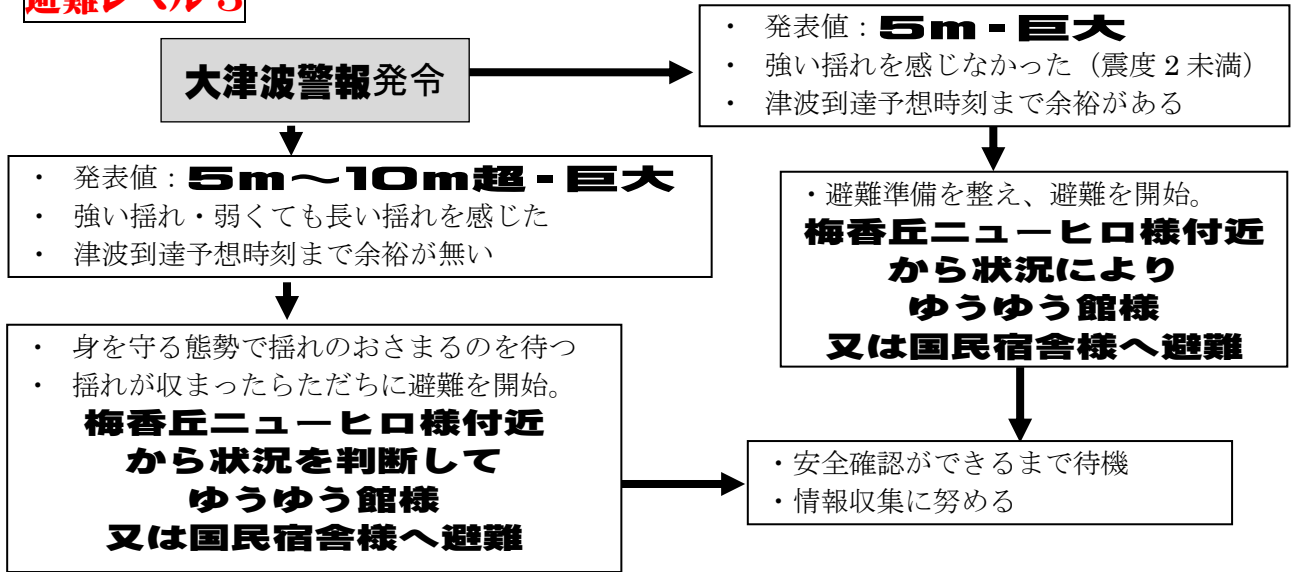 避難レベル3
大津波警報発令
・ 発表値：5m・巨大
・ 強い揺れを感じなかった（震度２未満）
・ 津波到達予想時刻まで余裕がある
・ 発表値：5m～10m超・巨大
・ 強い揺れ・弱くても長い揺れを感じた
・ 津波到達予想時刻まで余裕が無い
・避難準備を整え、避難を開始。
梅香丘ニューヒロ様付近
から状況により
ゆうゆう館様
又は国民宿舎様へ避難
・ 身を守る態勢で揺れのおさまるのを待つ
・ 揺れが収まったらただちに避難を開始。
梅香丘ニューヒロ様付近
から状況を判断して
ゆうゆう館様
又は国民宿舎様へ避難
・安全確認ができるまで待機
・情報収集に努める